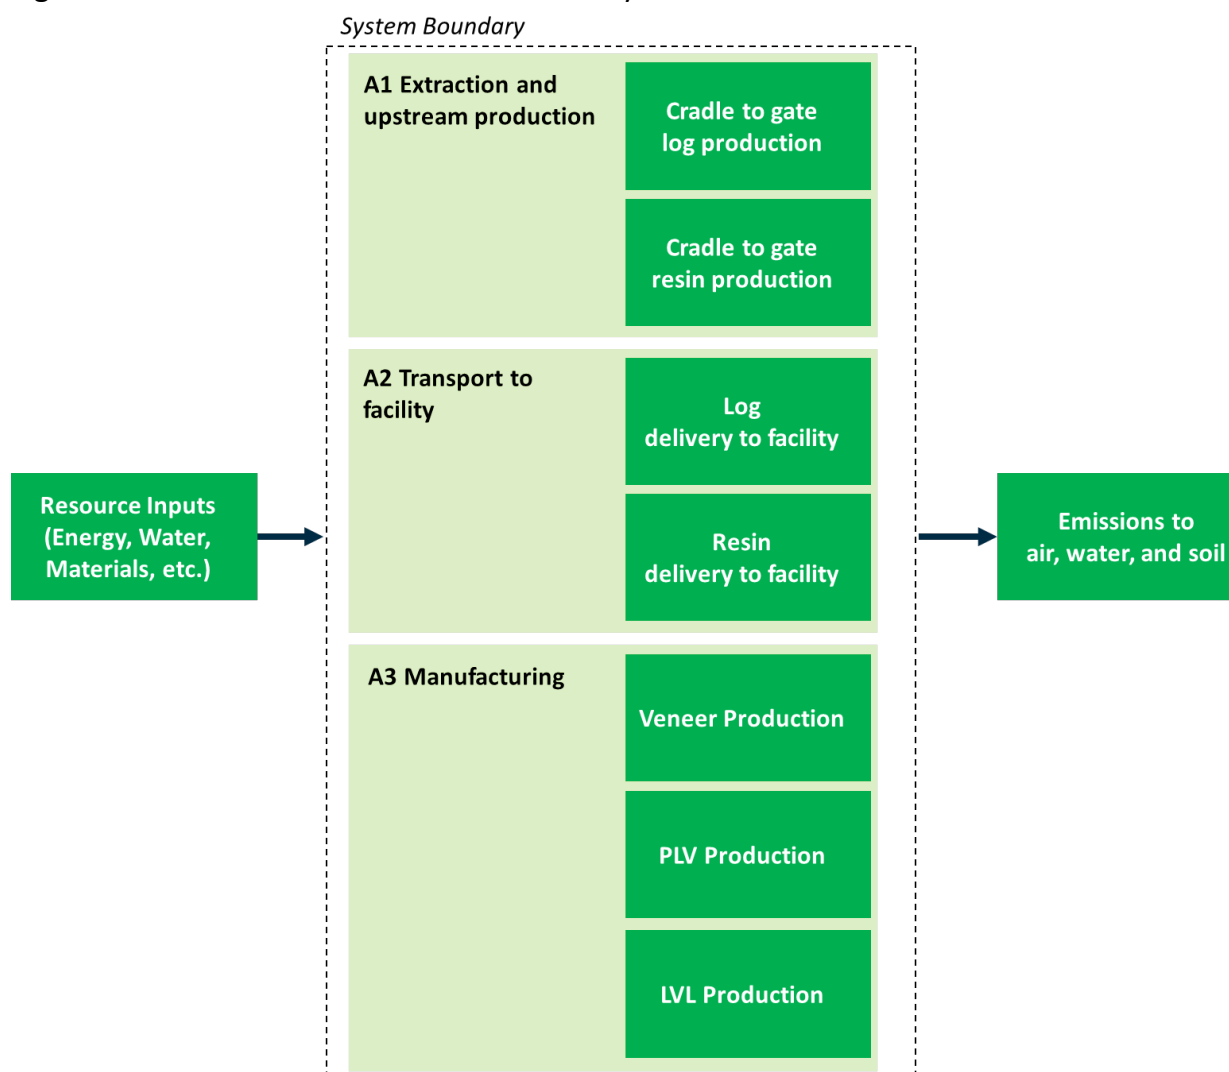 System Boundary
A1 Extraction and
upstream production
Cradle to gate
log production
Cradle to gate
resin production
A2 Transport to
facility
Log
delivery to facility
Resin
delivery to facility
Resource Inputs
(Energy, Water,
Materials, etc.)
Emissions to
air, water, and soil
A3 Manufacturing
Veneer Production
PLV Production
LVL Production